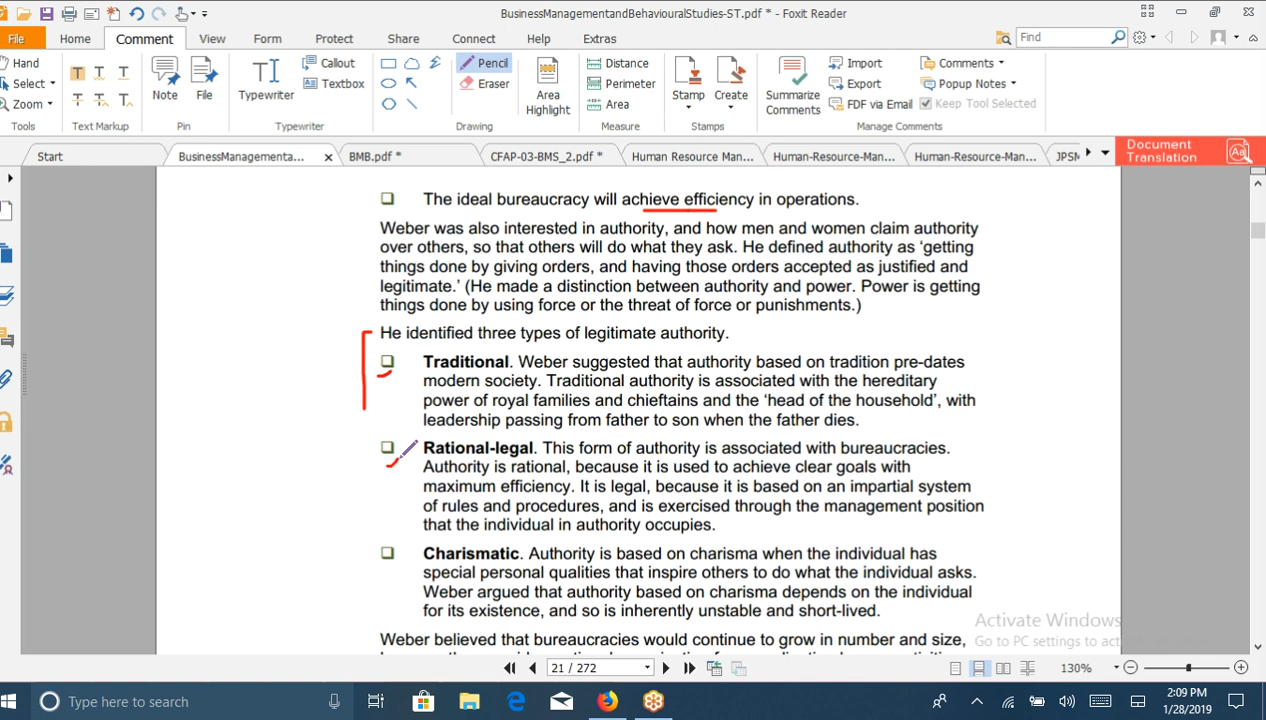 BusinessManagementandBehaviouralStudies-ST.pdf * - Foxit Reader
File Home Comment View Form Protect Share Connect Help Extras Find
Hand
Select
Zoom
Tools
Text Markup
Note
File
Pin
Typewriter
Callout
Textbox
Typewriter
Pencil
Eraser
Drawing
Area
Highlight
Distance
Perimeter
Area
Measure
Stamp
Create
Stamps
Summarize
Comments
Import
Export
FDF via Email
Comments
Popup Notes
Keep Tool Selected
Manage Comments
Start BusinessManagementa... BMB.pdf * CFAP-03-BMS_2.pdf * Human Resource Man... Human-Resource-Man... Human-Resource-Man... JPSM
Document
Translation
The ideal bureaucracy will achieve efficiency in operations.
Weber was also interested in authority, and how men and women claim authority
over others, so that others will do what they ask. He defined authority as ‘getting
things done by giving orders, and having those orders accepted as justified and
legitimate.’ (He made a distinction between authority and power. Power is getting
things done by using force or the threat of force or punishments.)
He identified three types of legitimate authority.
Traditional. Weber suggested that authority based on tradition pre-dates
modern society. Traditional authority is associated with the hereditary
power of royal families and chieftains and the ‘head of the household’, with
leadership passing from father to son when the father dies.
Rational-legal. This form of authority is associated with bureaucracies.
Authority is rational, because it is used to achieve clear goals with
maximum efficiency. It is legal, because it is based on an impartial system
of rules and procedures, and is exercised through the management position
that the individual in authority occupies.
Charismatic. Authority is based on charisma when the individual has
special personal qualities that inspire others to do what the individual asks.
Weber argued that authority based on charisma depends on the individual
for its existence, and so is inherently unstable and short-lived.
Weber believed that bureaucracies would continue to grow in number and size,
Activate Windows
Go to PC settings to
21 / 272
130%
Type here to search
2:09 PM
1/28/2019